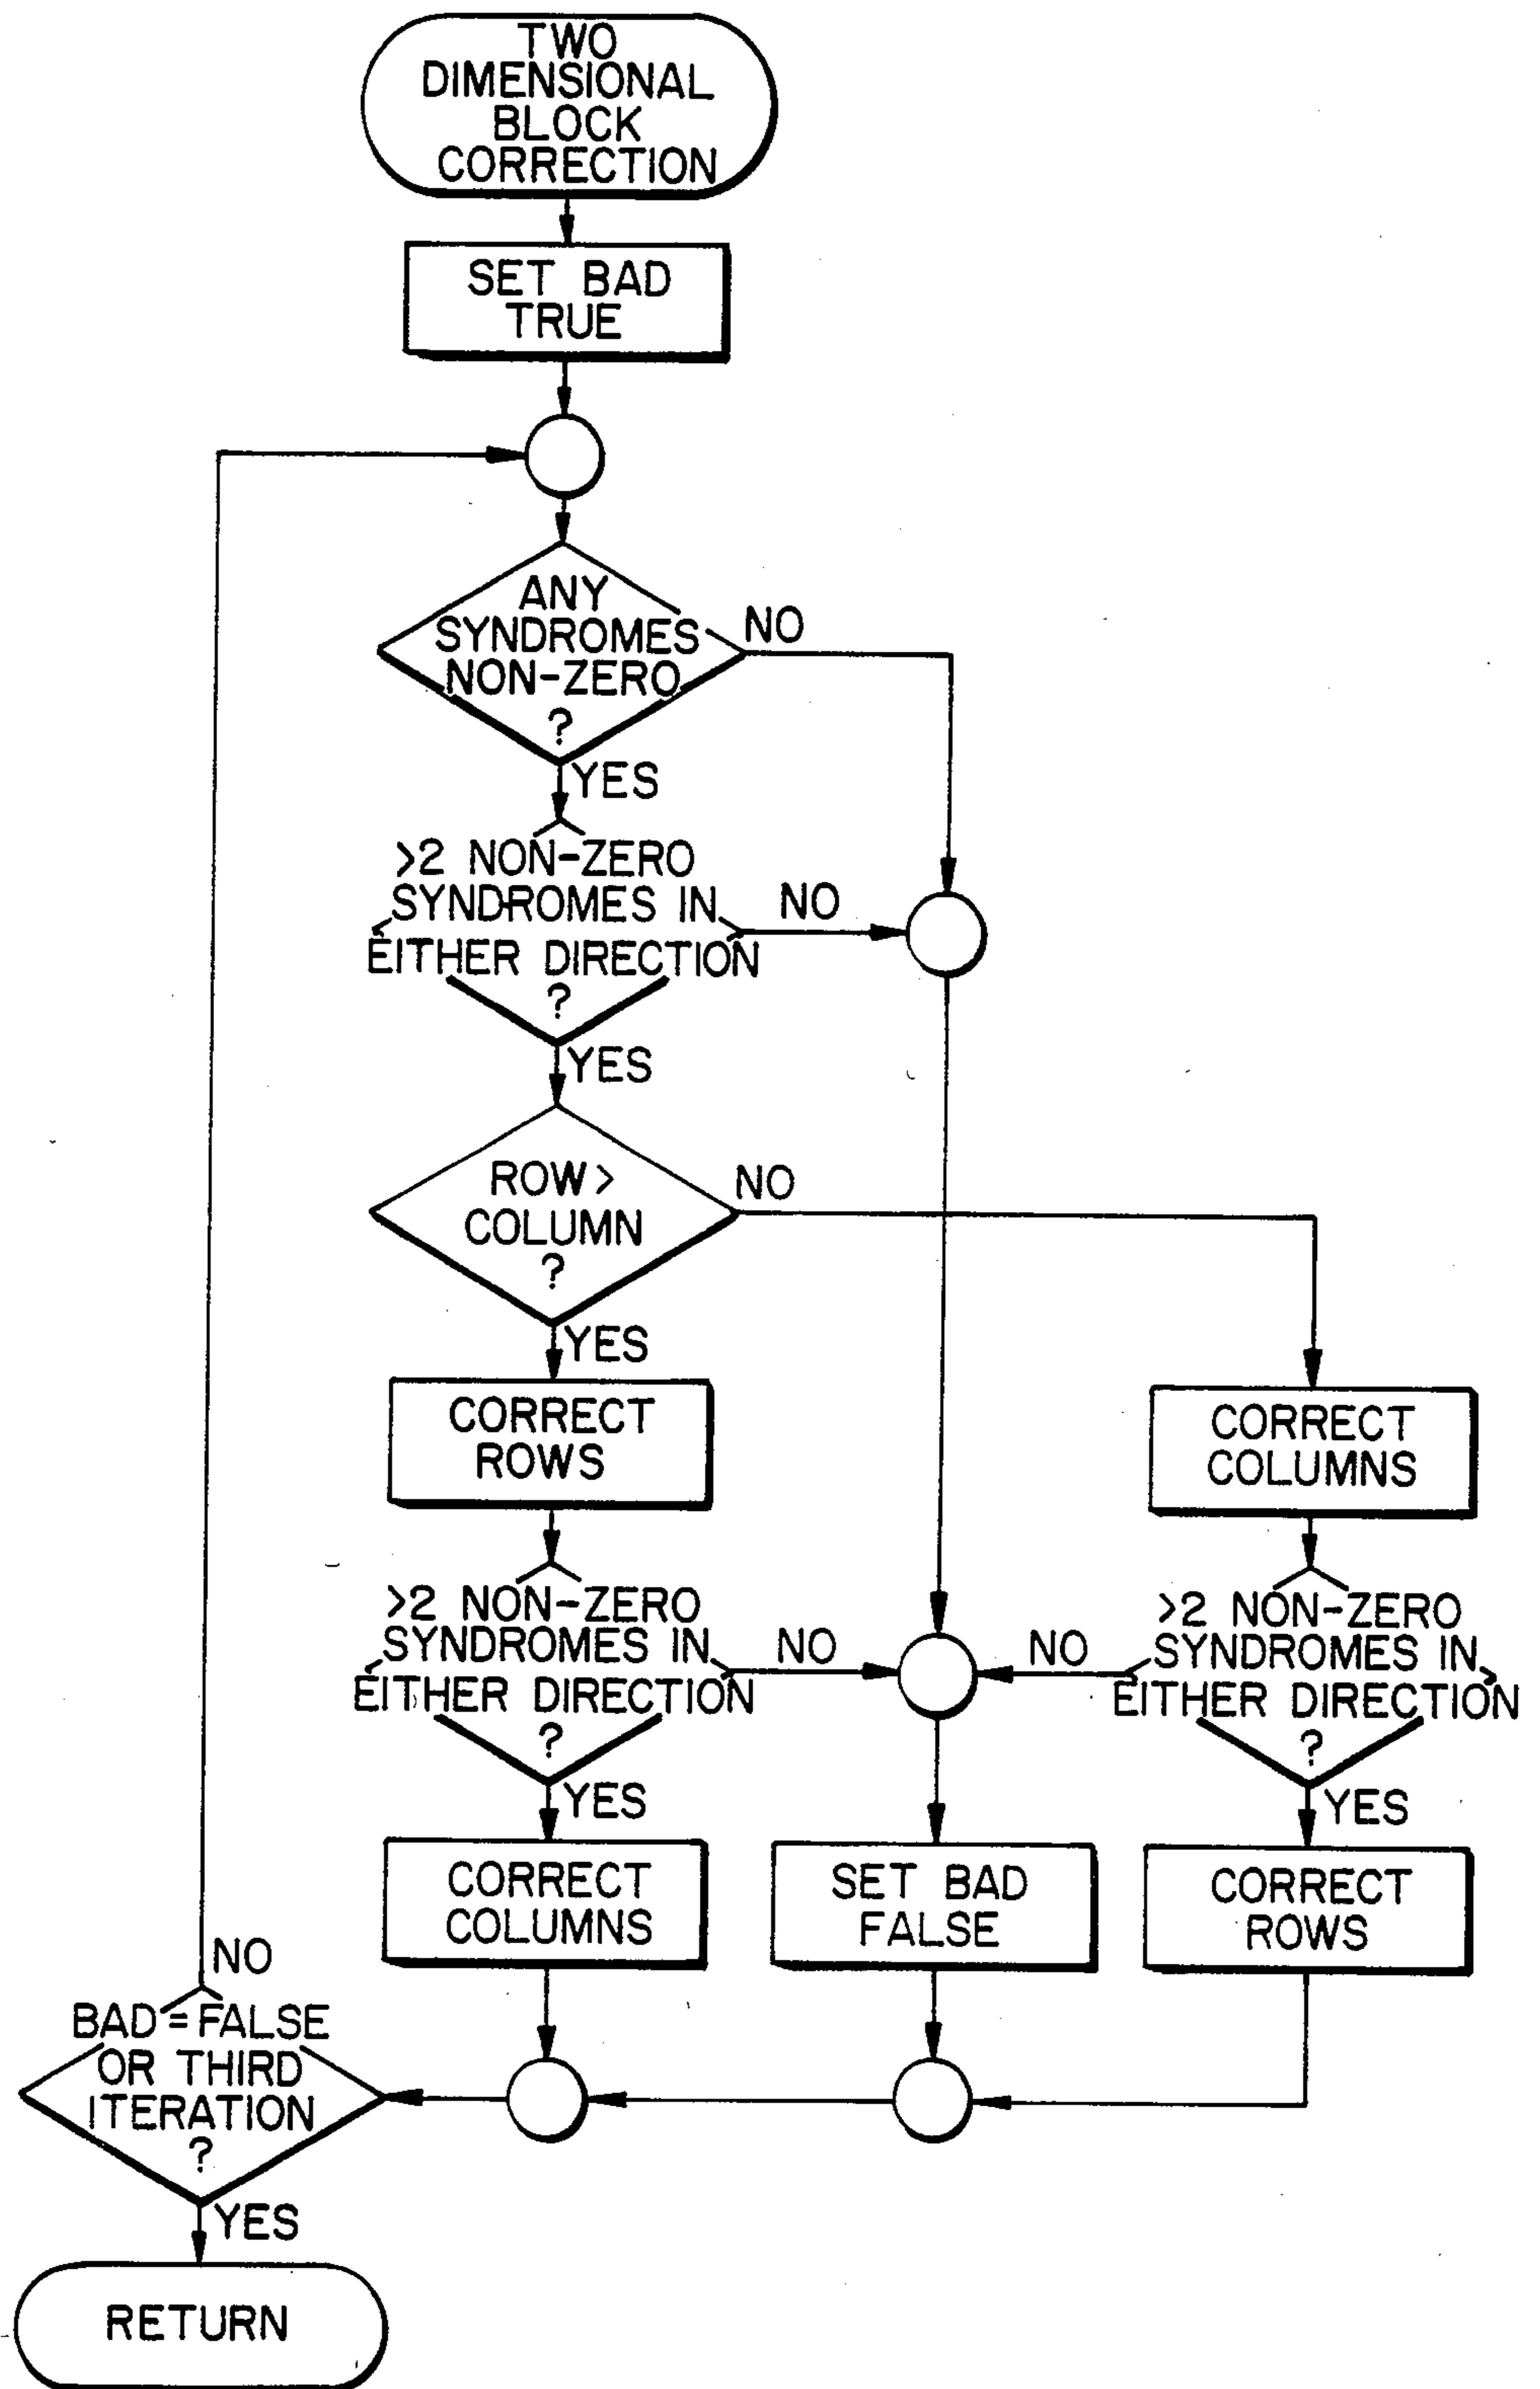 TWO
DIMENSIONAL
BLOCK
CORRECTION
SET BAD
TRUE
ANY
SYNDROMES
NON-ZERO
?
NO
YES
>2 NON-ZERO
SYNDROMES IN
EITHER DIRECTION
?
NO
YES
ROW >
COLUMN
?
NO
YES
CORRECT
ROWS
CORRECT
COLUMNS
>2 NON-ZERO
SYNDROMES IN
EITHER DIRECTION
?
NO
YES
>2 NON-ZERO
SYNDROMES IN
EITHER DIRECTION
?
NO
YES
CORRECT
COLUMNS
SET BAD
FALSE
CORRECT
ROWS
NO
BAD = FALSE
OR THIRD
ITERATION
?
YES
RETURN